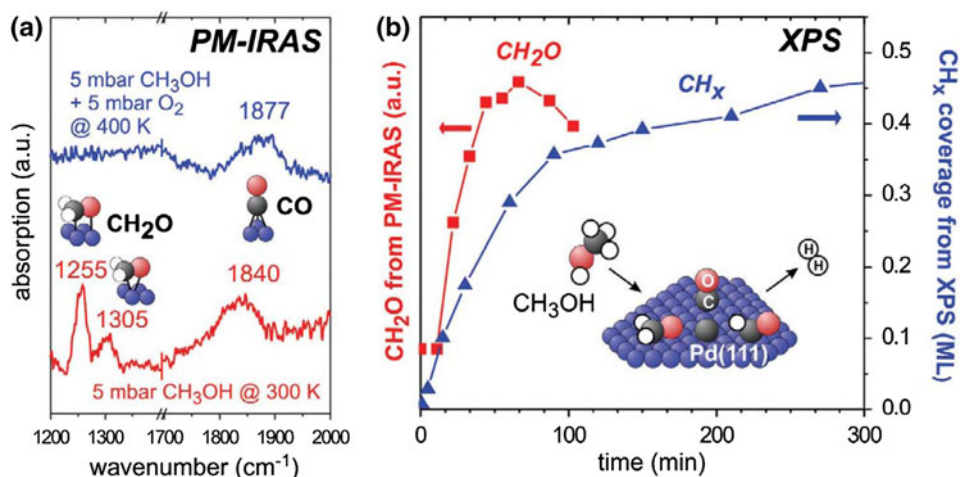 (a)
PM-IRAS
5 mbar CH₃OH
+ 5 mbar O₂
@ 400 K
1877
CH₂O
CO
1255
1305
1840
5 mbar CH₃OH @ 300 K
absorption (a.u.)
1200 1300 1700 1800 1900 2000
wavenumber (cm⁻¹)
(b)
XPS
CH₂O
CHₓ
CH₂O from PM-IRAS (a.u.)
0.5
0.4
0.3
0.2
0.1
0.0
CHₓ coverage from XPS (ML)
CH₃OH
O
C
H
H
Pd(111)
0 100 200 300
time (min)